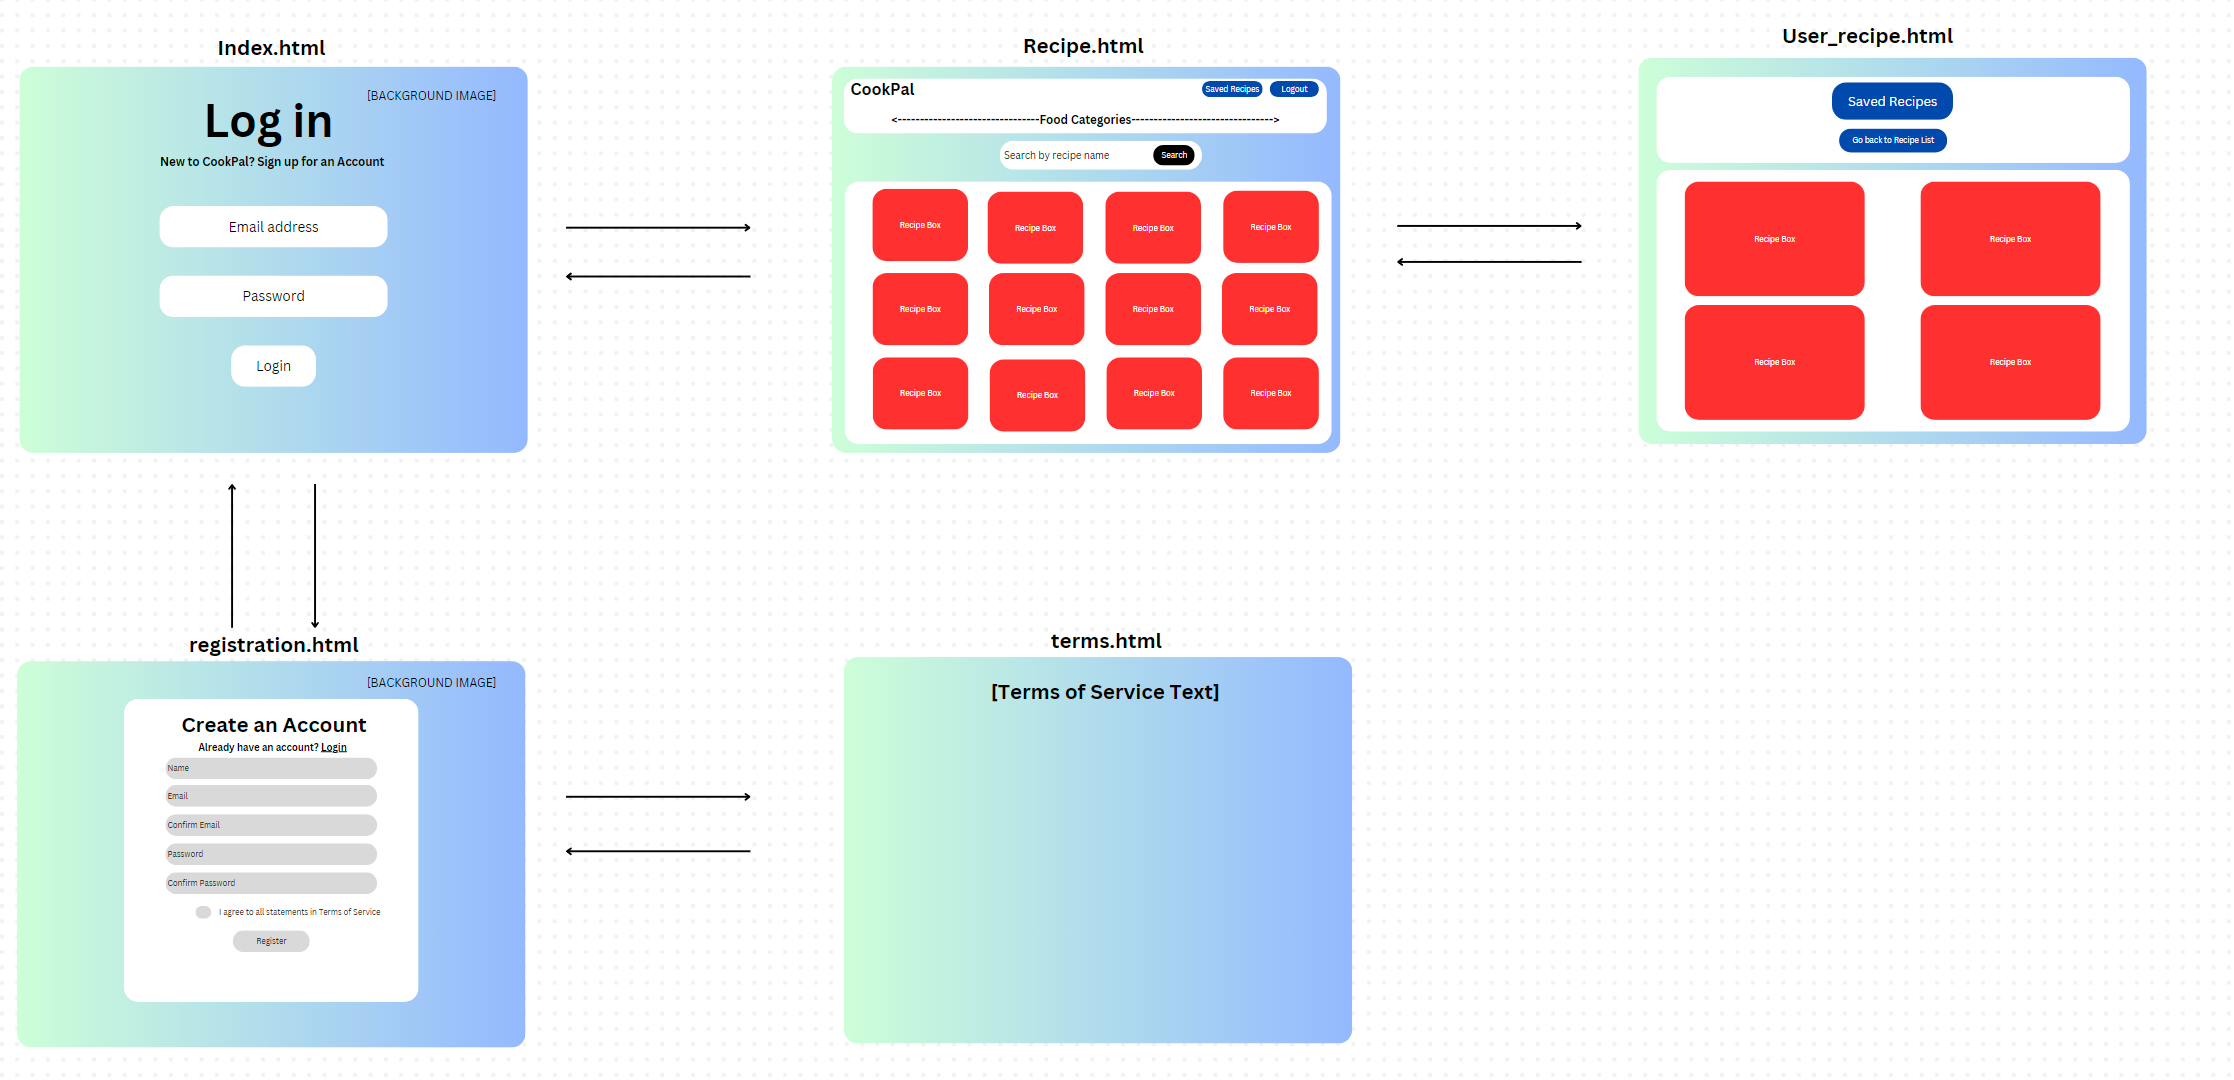 Index.html
[BACKGROUND IMAGE]
Log in
New to CookPal? Sign up for an Account
Email address
Password
Login
Recipe.html
CookPal
Saved Recipes
Logout
<--------------------------------Food Categories-------------------------------->
Search by recipe name
Search
Recipe Box
Recipe Box
Recipe Box
Recipe Box
Recipe Box
Recipe Box
Recipe Box
Recipe Box
Recipe Box
Recipe Box
Recipe Box
Recipe Box
User_recipe.html
Saved Recipes
Go back to Recipe List
Recipe Box
Recipe Box
Recipe Box
Recipe Box
registration.html
[BACKGROUND IMAGE]
Create an Account
Already have an account? Login
Name
Email
Confirm Email
Password
Confirm Password
I agree to all statements in Terms of Service
Register
terms.html
[Terms of Service Text]